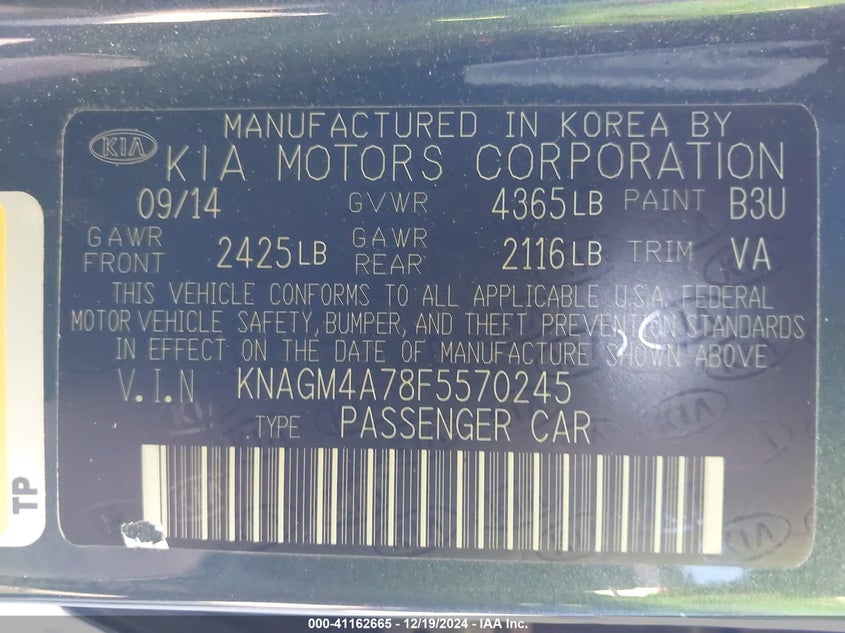 MANUFACTURED IN KOREA BY
KIA KIA MOTORS CORPORATION
09/14 GVWR 4365LB PAINT B3U
GAWR FRONT 2425LB GAWR REAR 2116LB TRIM VA
THIS VEHICLE CONFORMS TO ALL APPLICABLE U.S.A. FEDERAL
MOTOR VEHICLE SAFETY, BUMPER, AND THEFT PREVENTION STANDARDS
IN EFFECT ON THE DATE OF MANUFACTURE SHOWN ABOVE
V.I.N KNAGM4A78F5570245
TYPE PASSENGER CAR
TP
000-41162665 - 12/19/2024 - IAA Inc.